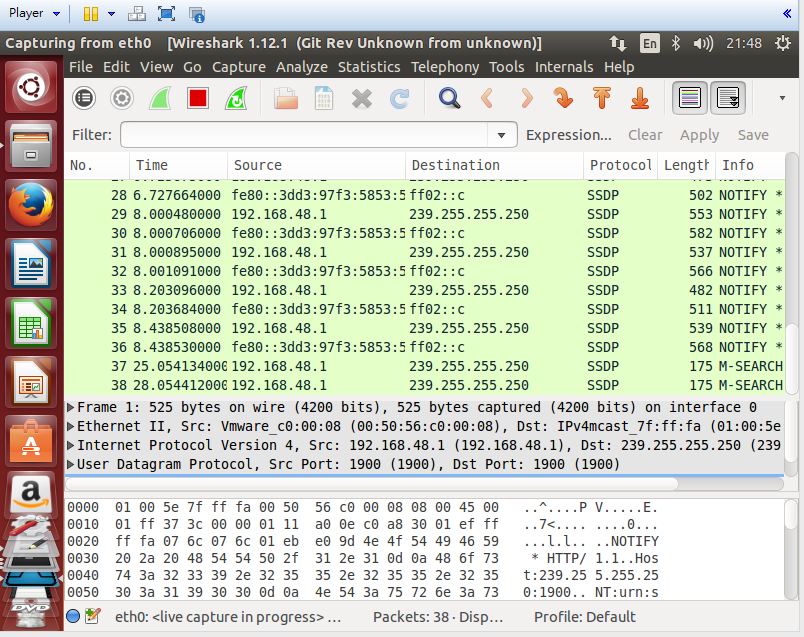 Player
Capturing from eth0 [Wireshark 1.12.1 (Git Rev Unknown from unknown)] En 21:48
File Edit View Go Capture Analyze Statistics Telephony Tools Internals Help
Filter: Expression... Clear Apply Save
No. Time Source Destination Protocol Length Info
28 6.727664000 fe80::3dd3:97f3:5853:5 ff02::c SSDP 502 NOTIFY *
29 8.000480000 192.168.48.1 239.255.255.250 SSDP 553 NOTIFY *
30 8.000706000 fe80::3dd3:97f3:5853:5 ff02::c SSDP 582 NOTIFY *
31 8.000895000 192.168.48.1 239.255.255.250 SSDP 537 NOTIFY *
32 8.001091000 fe80::3dd3:97f3:5853:5 ff02::c SSDP 566 NOTIFY *
33 8.203096000 192.168.48.1 239.255.255.250 SSDP 482 NOTIFY *
34 8.203684000 fe80::3dd3:97f3:5853:5 ff02::c SSDP 511 NOTIFY *
35 8.438508000 192.168.48.1 239.255.255.250 SSDP 539 NOTIFY *
36 8.438530000 fe80::3dd3:97f3:5853:5 ff02::c SSDP 568 NOTIFY *
37 25.054134000 192.168.48.1 239.255.255.250 SSDP 175 M-SEARCH
38 28.054412000 192.168.48.1 239.255.255.250 SSDP 175 M-SEARCH
Frame 1: 525 bytes on wire (4200 bits), 525 bytes captured (4200 bits) on interface 0
Ethernet II, Src: Vmware_c0:00:08 (00:50:56:c0:00:08), Dst: IPv4mcast_7f:ff:fa (01:00:5e
Internet Protocol Version 4, Src: 192.168.48.1 (192.168.48.1), Dst: 239.255.255.250 (239
User Datagram Protocol, Src Port: 1900 (1900), Dst Port: 1900 (1900)
0000 01 00 5e 7f ff fa 00 50 56 c0 00 08 08 00 45 00 ..^....P V.....E.
0010 01 ff 37 3c 00 00 01 11 a0 0e c0 a8 30 01 ef ff ..7<.... ....0...
0020 ff fa 07 6c 07 6c 01 eb e0 9d 4e 4f 54 49 46 59 ...l.l.. ..NOTIFY
0030 20 2a 20 48 54 54 50 2f 31 2e 31 0d 0a 48 6f 73 * HTTP/ 1.1..Hos
0040 74 3a 32 33 39 2e 32 35 35 2e 32 35 35 2e 32 35 t:239.25 5.255.25
0050 30 3a 31 39 30 30 0d 0a 4e 54 3a 75 72 6e 3a 73 0:1900.. NT:urn:s
eth0: <live capture in progress> ... Packets: 38 · Disp... Profile: Default